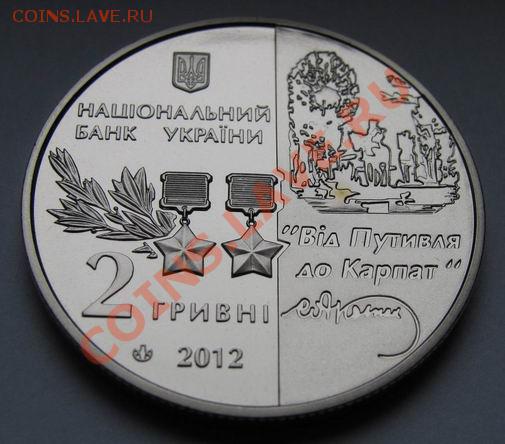 COINS.LAVE.RU
НАЦІОНАЛЬНИЙ
БАНК УКРАЇНИ
"Від Путивля
до Карпат"
2 ГРИВНІ
2012
COINS.LAVE.RU